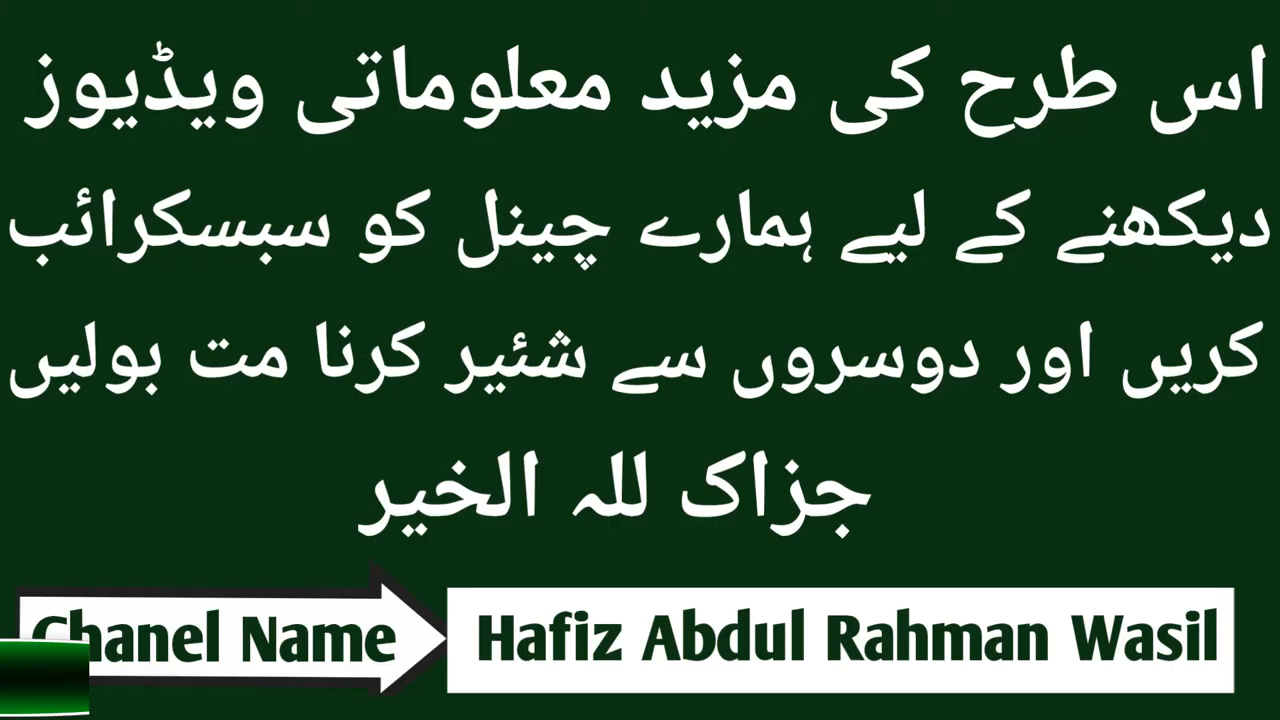 اس طرح کی مزید معلوماتی ویڈیوز
دیکھنے کے لیے ہمارے چینل کو سبسکرائب
کریں اور دوسروں سے شئیر کرنا مت بولیں
جزاک للہ الخیر
Chanel Name
Hafiz Abdul Rahman Wasil